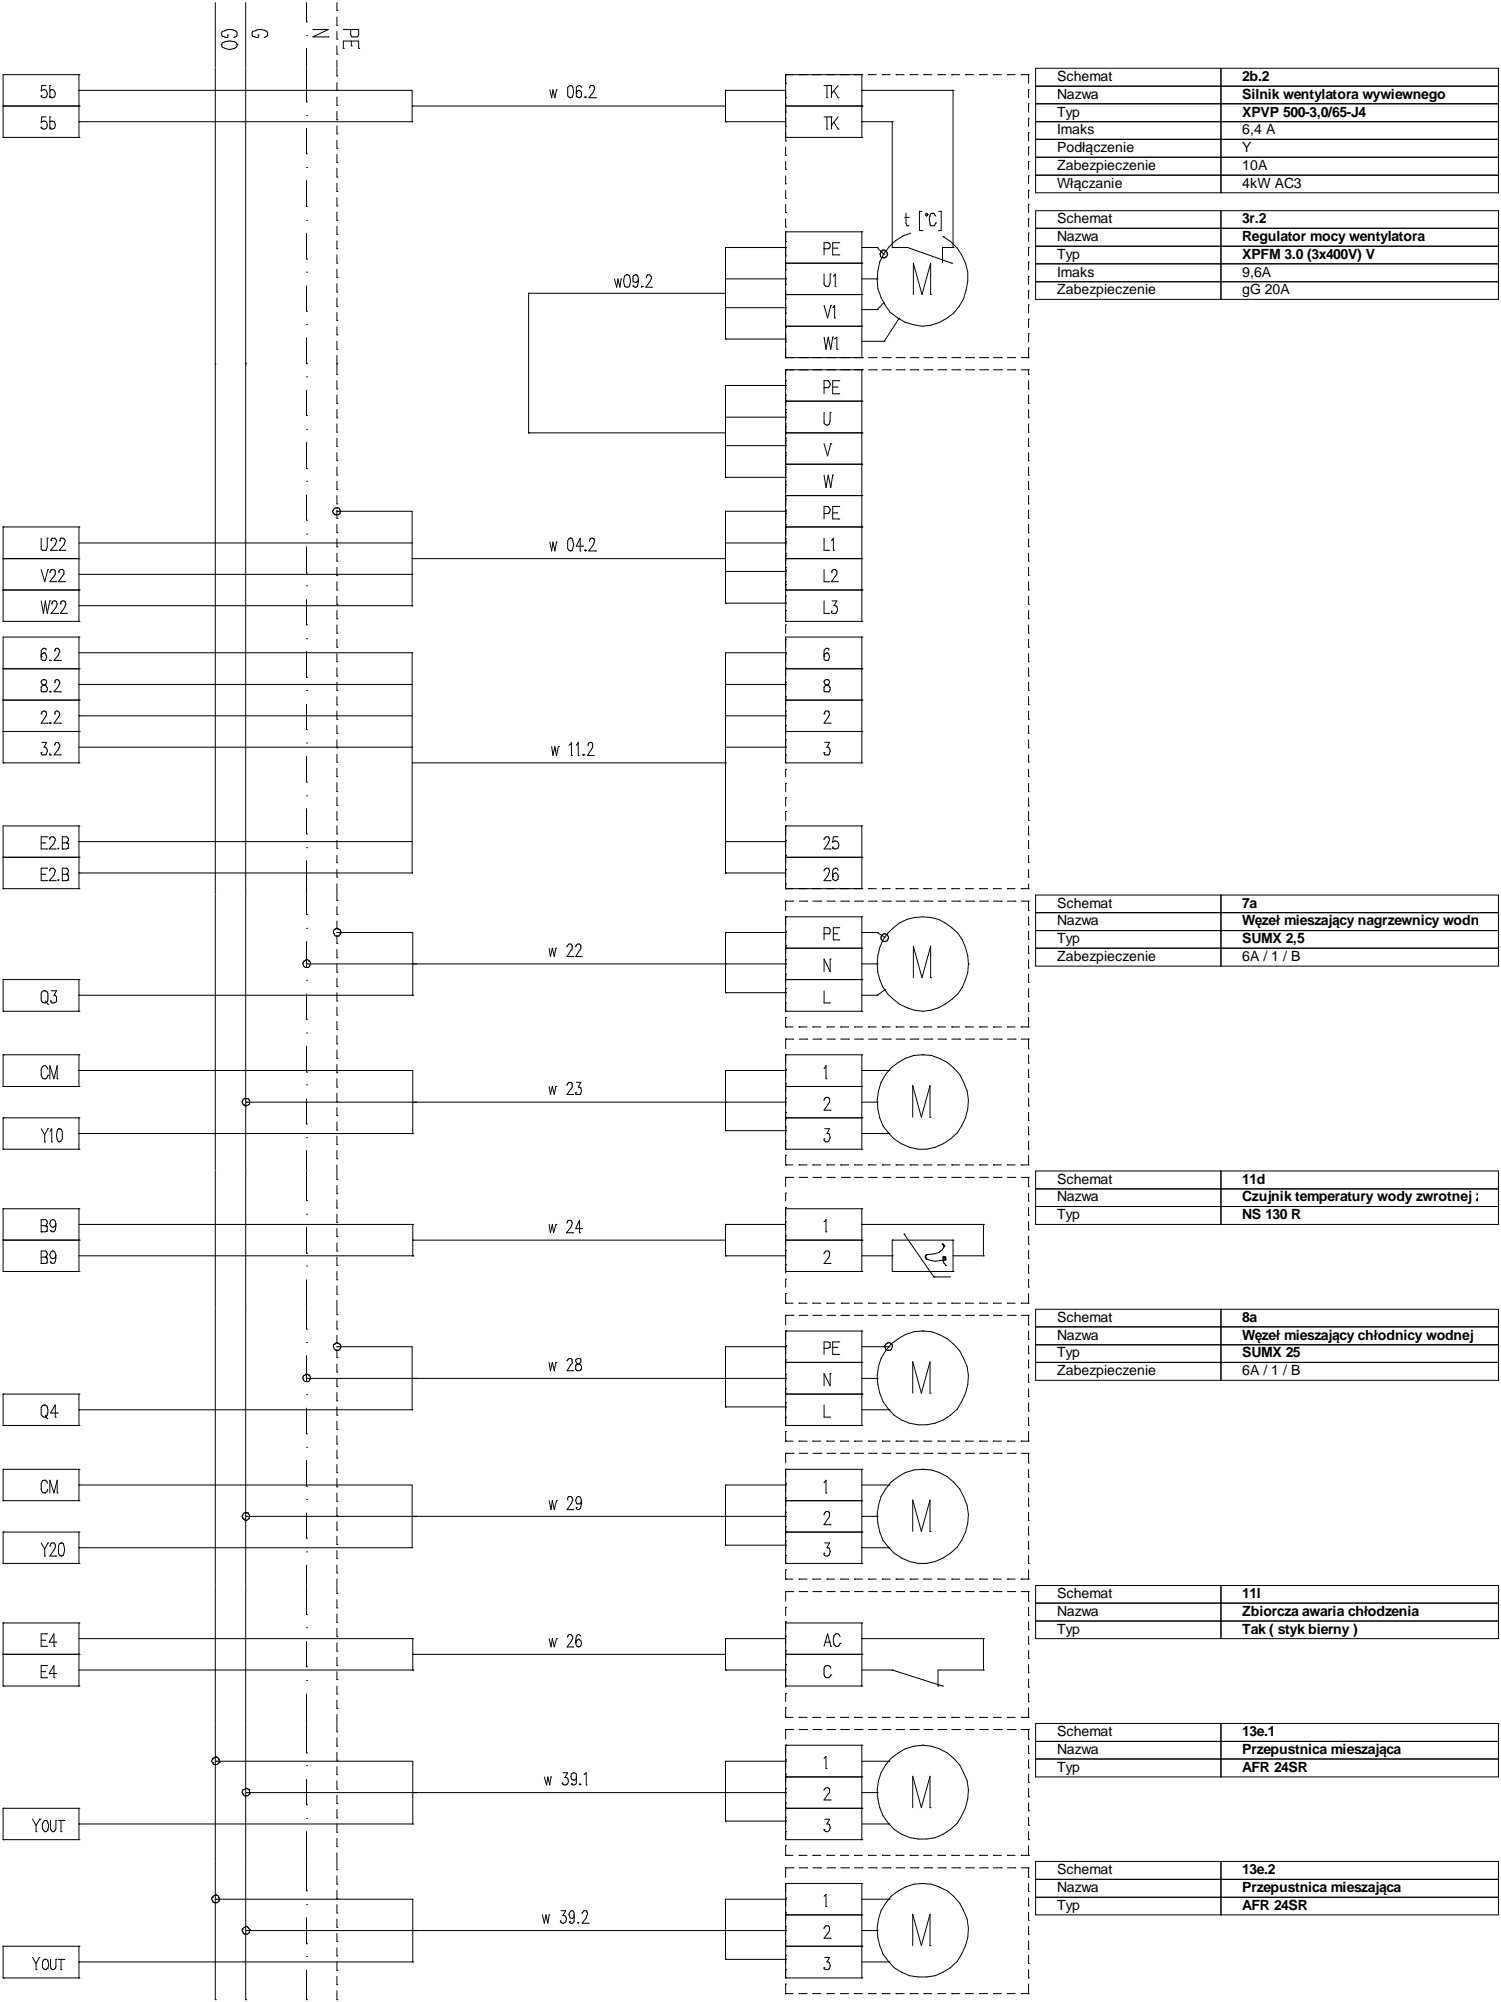 G0
G
N
PE
5b
5b
w 06.2
TK
TK
t [°C]
PE
U1
V1
W1
M
w09.2
Schemat 2b.2
Nazwa Silnik wentylatora wywiewnego
Typ XPVP 500-3,0/65-J4
Imaks 6,4 A
Podłączenie Y
Zabezpieczenie 10A
Włączanie 4kW AC3
Schemat 3r.2
Nazwa Regulator mocy wentylatora
Typ XPFM 3.0 (3x400V) V
Imaks 9,6A
Zabezpieczenie gG 20A
PE
U
V
W
U22
V22
W22
w 04.2
PE
L1
L2
L3
6.2
8.2
2.2
3.2
E2.B
E2.B
w 11.2
6
8
2
3
25
26
Q3
w 22
PE
N
L
M
Schemat 7a
Nazwa Węzeł mieszający nagrzewnicy wodn
Typ SUMX 2,5
Zabezpieczenie 6A / 1 / B
CM
Y10
w 23
1
2
3
M
B9
B9
w 24
1
2
Schemat 11d
Nazwa Czujnik temperatury wody zwrotnej :
Typ NS 130 R
Q4
w 28
PE
N
L
M
Schemat 8a
Nazwa Węzeł mieszający chłodnicy wodnej
Typ SUMX 25
Zabezpieczenie 6A / 1 / B
CM
Y20
w 29
1
2
3
M
E4
E4
w 26
AC
C
Schemat 11l
Nazwa Zbiorcza awaria chłodzenia
Typ Tak ( styk bierny )
YOUT
w 39.1
1
2
3
M
Schemat 13e.1
Nazwa Przepustnica mieszająca
Typ AFR 24SR
YOUT
w 39.2
1
2
3
M
Schemat 13e.2
Nazwa Przepustnica mieszająca
Typ AFR 24SR